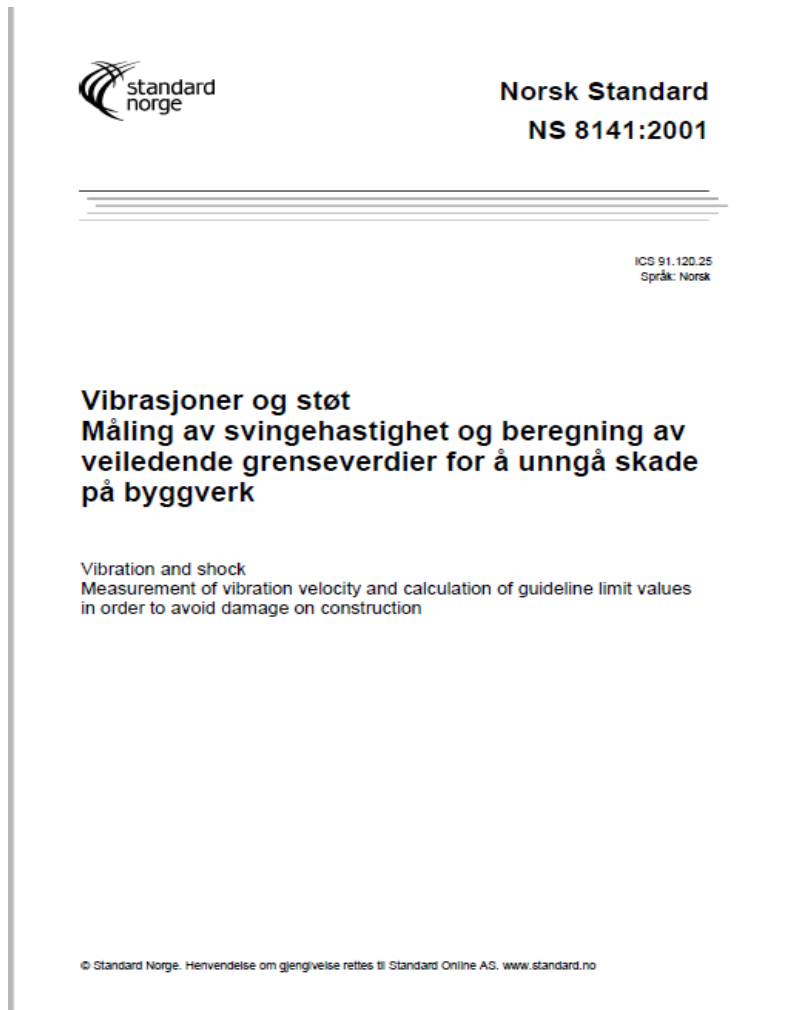 standard
norge
Norsk Standard
NS 8141:2001
ICS 91.120.25
Språk: Norsk
Vibrasjoner og støt
Måling av svingehastighet og beregning av
veiledende grenseverdier for å unngå skade
på byggverk
Vibration and shock
Measurement of vibration velocity and calculation of guideline limit values
in order to avoid damage on construction
© Standard Norge. Henvendelse om gjengivelse rettes til Standard Online AS. www.standard.no